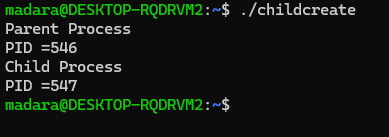 madara@DESKTOP-RQDRVM2:~$ ./childcreate
Parent Process
PID =546
Child Process
PID =547
madara@DESKTOP-RQDRVM2:~$